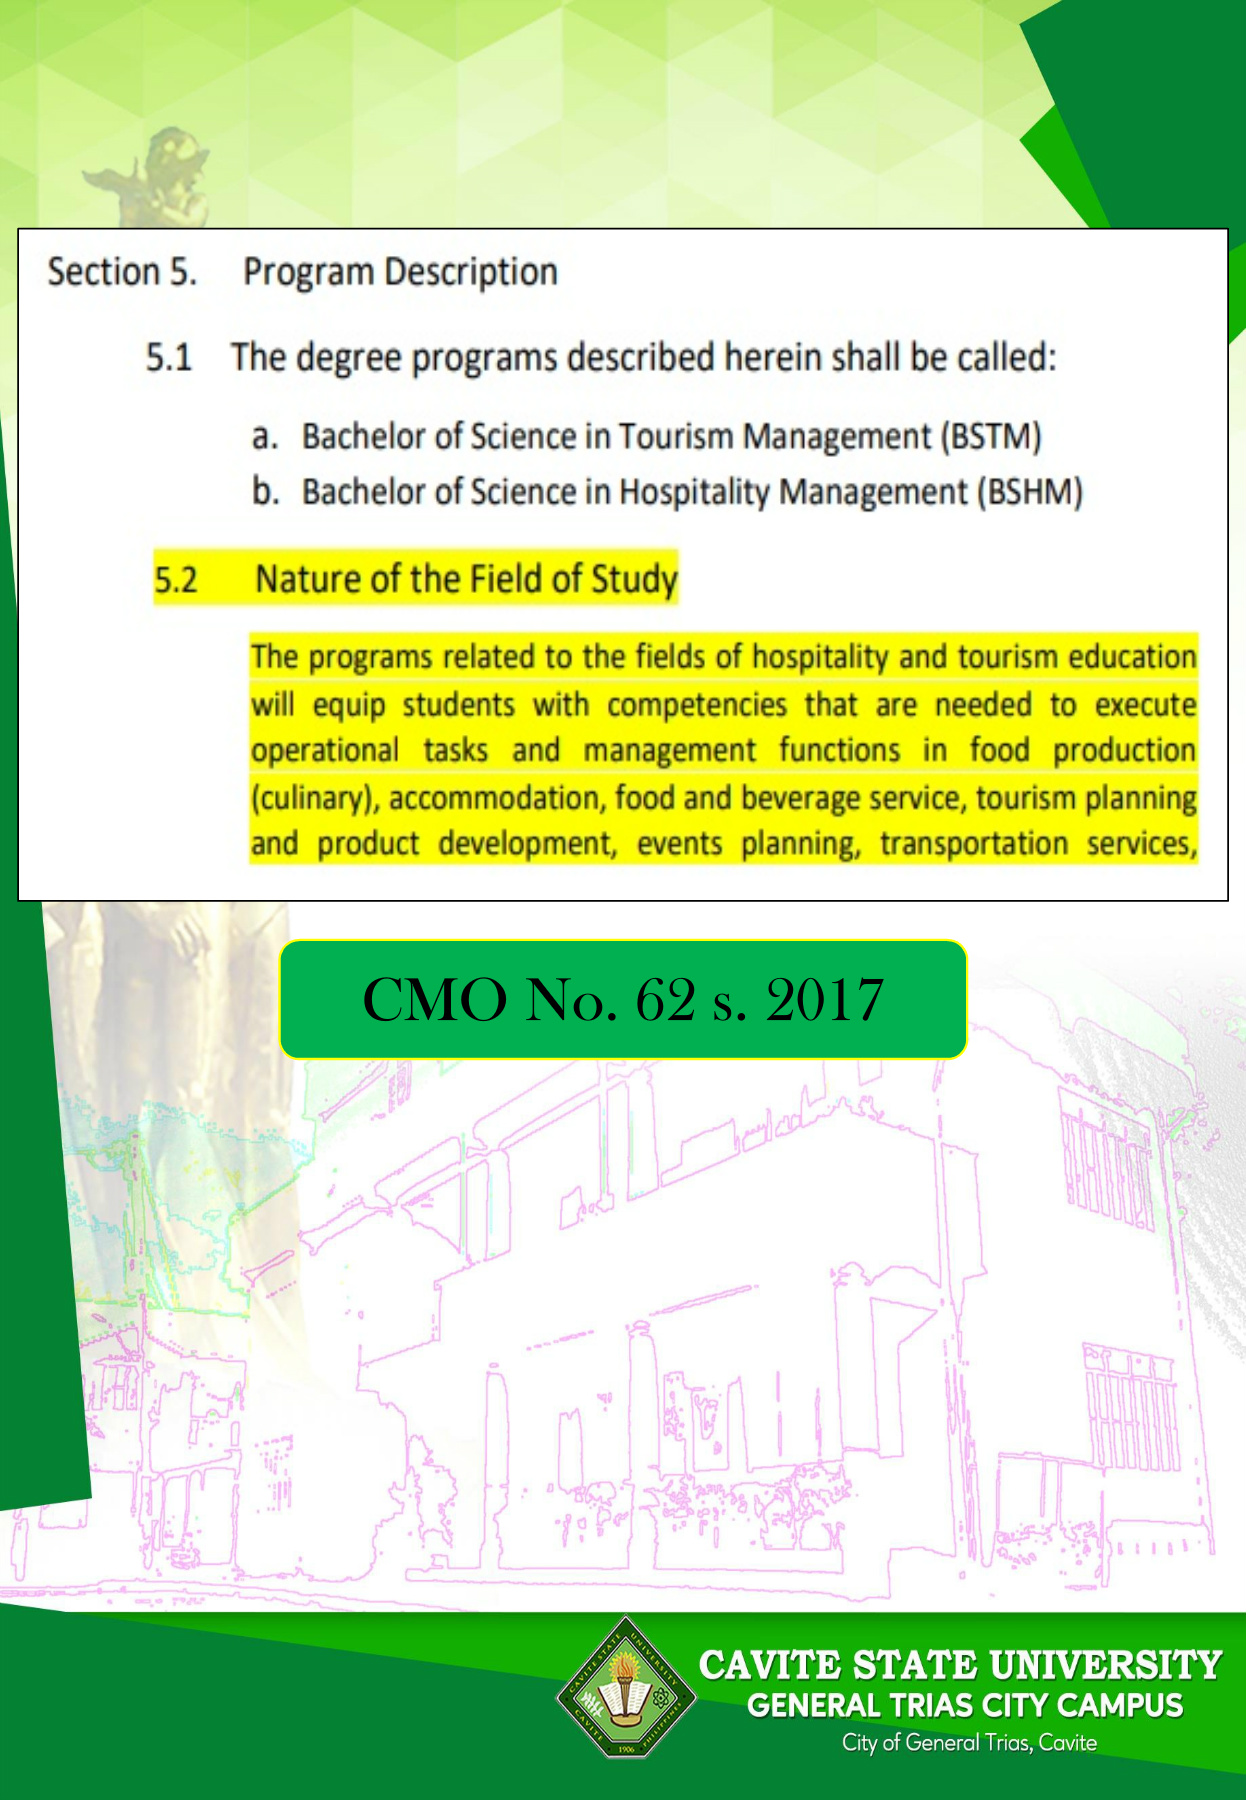 Section 5. Program Description
5.1 The degree programs described herein shall be called:
a. Bachelor of Science in Tourism Management (BSTM)
b. Bachelor of Science in Hospitality Management (BSHM)
5.2 Nature of the Field of Study
The programs related to the fields of hospitality and tourism education
will equip students with competencies that are needed to execute
operational tasks and management functions in food production
(culinary), accommodation, food and beverage service, tourism planning
and product development, events planning, transportation services,
CMO No. 62 s. 2017
CAVITE STATE UNIVERSITY
CAVITE
PHILIPPINES
1906
CAVITE STATE UNIVERSITY
GENERAL TRIAS CITY CAMPUS
City of General Trias, Cavite